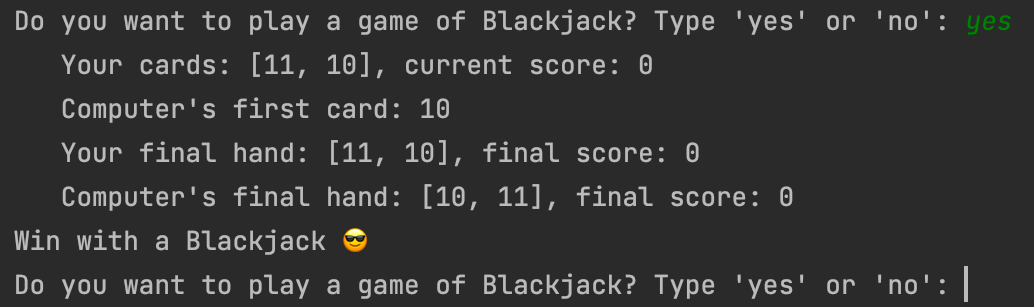 Do you want to play a game of Blackjack? Type 'yes' or 'no': yes
Your cards: [11, 10], current score: 0
Computer's first card: 10
Your final hand: [11, 10], final score: 0
Computer's final hand: [10, 11], final score: 0
Win with a Blackjack 😎
Do you want to play a game of Blackjack? Type 'yes' or 'no':